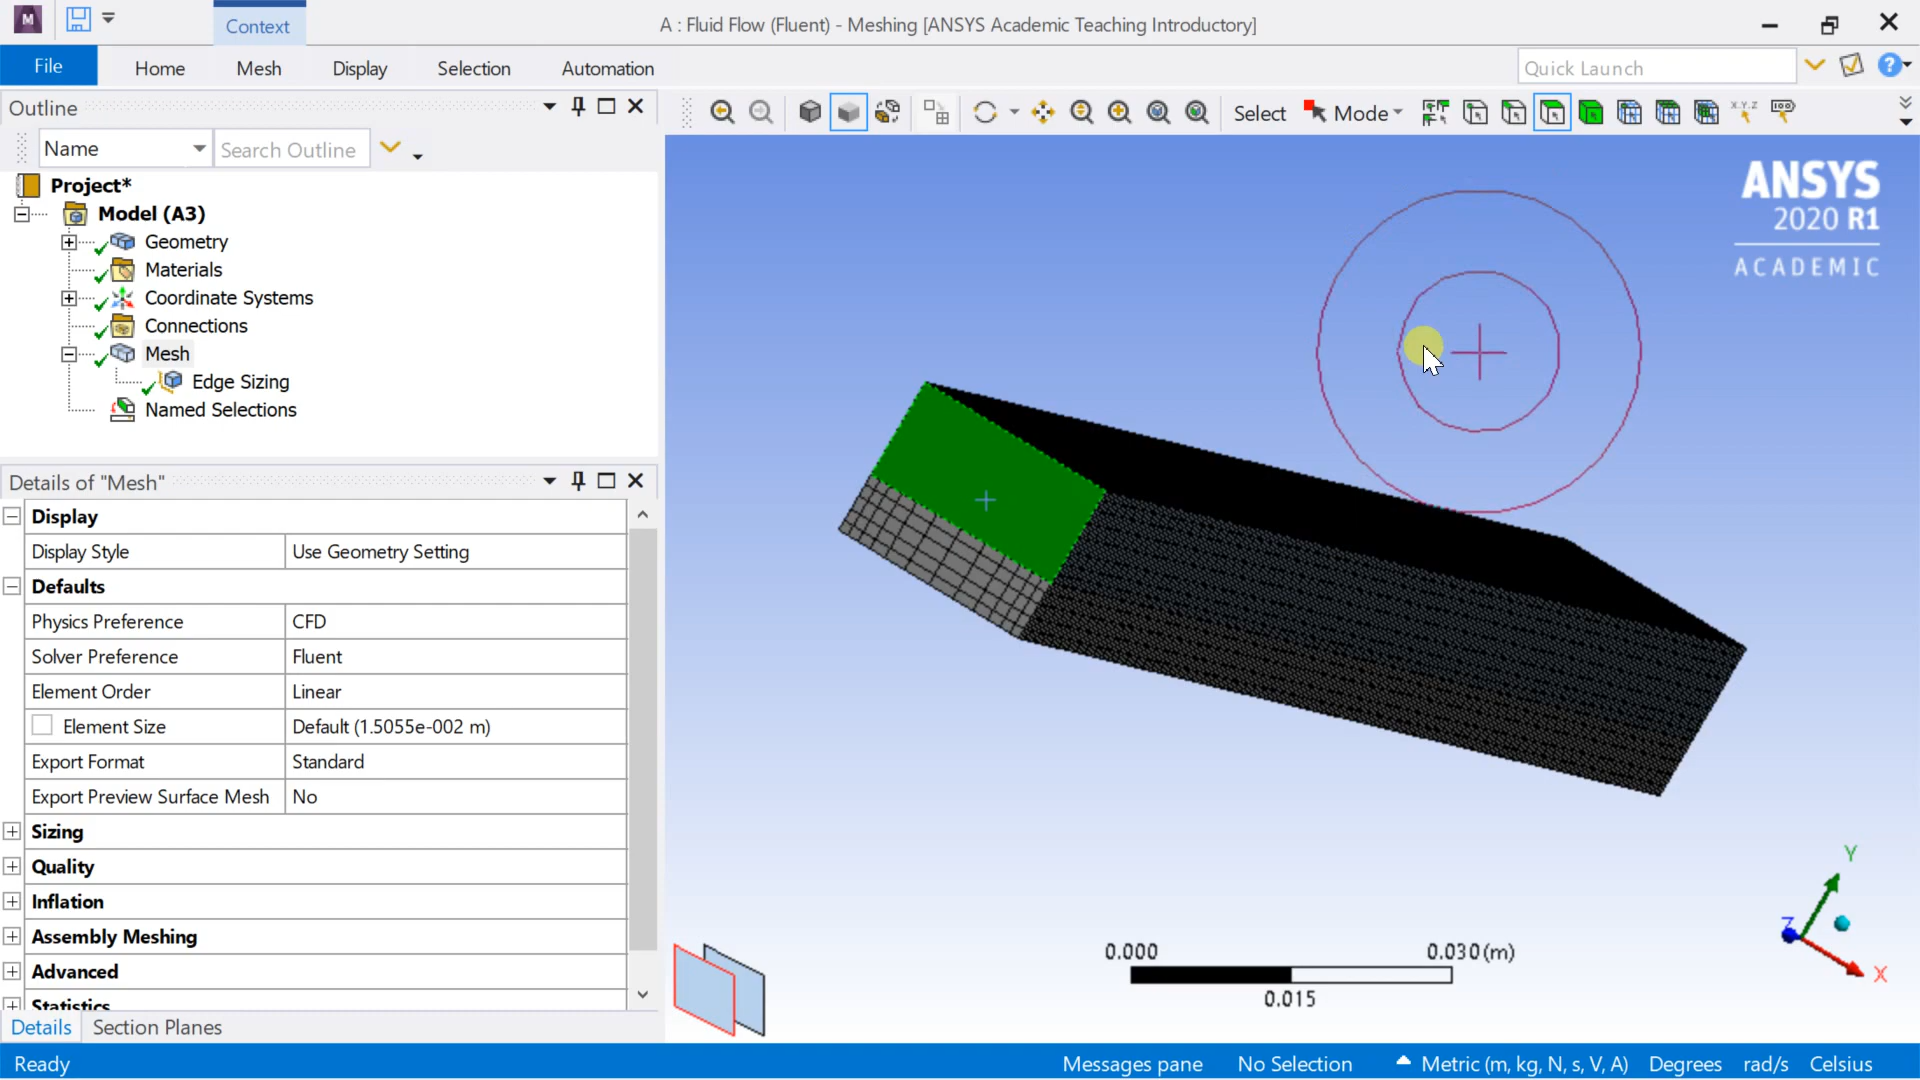 M
Context
A : Fluid Flow (Fluent) - Meshing [ANSYS Academic Teaching Introductory]
File
Home
Mesh
Display
Selection
Automation
Quick Launch
?
Outline
Select
Mode
X.Y.Z
Name
Search Outline
Project*
Model (A3)
Geometry
Materials
Coordinate Systems
Connections
Mesh
Edge Sizing
Named Selections
ANSYS
2020 R1
ACADEMIC
Details of "Mesh"
Display
Display Style Use Geometry Setting
Defaults
Physics Preference CFD
Solver Preference Fluent
Element Order Linear
Element Size Default (1.5055e-002 m)
Export Format Standard
Export Preview Surface Mesh No
Sizing
Quality
Inflation
Assembly Meshing
Advanced
Statistics
Details
Section Planes
0.000
0.030 (m)
0.015
Y
Z
X
Ready
Messages pane
No Selection
Metric (m, kg, N, s, V, A)
Degrees
rad/s
Celsius